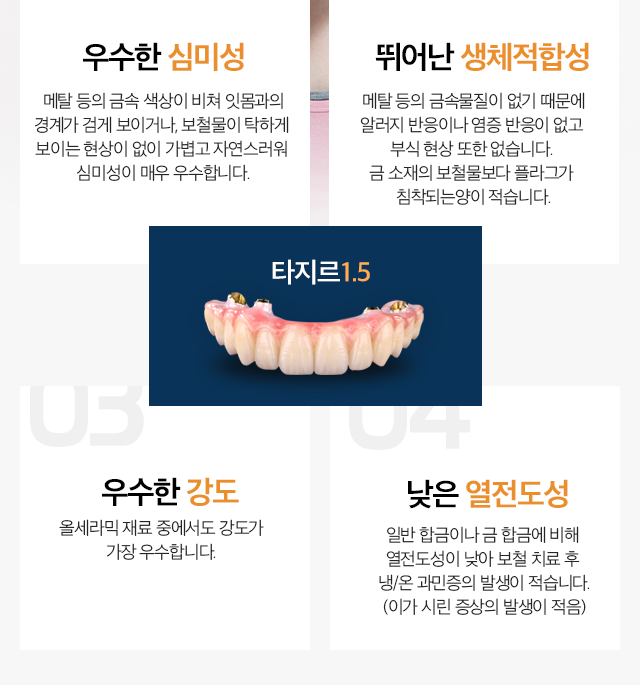 우수한 심미성
메탈 등의 금속 색상이 비쳐 잇몸과의
경계가 검게 보이거나, 보철물이 탁하게
보이는 현상이 없이 가볍고 자연스러워
심미성이 매우 우수합니다.
뛰어난 생체적합성
메탈 등의 금속물질이 없기 때문에
알러지 반응이나 염증 반응이 없고
부식 현상 또한 없습니다.
금 소재의 보철물보다 플라그가
침착되는양이 적습니다.
타지르1.5
03
우수한 강도
올세라믹 재료 중에서도 강도가
가장 우수합니다.
04
낮은 열전도성
일반 합금이나 금 합금에 비해
열전도성이 낮아 보철 치료 후
냉/온 과민증의 발생이 적습니다.
(이가 시린 증상의 발생이 적음)